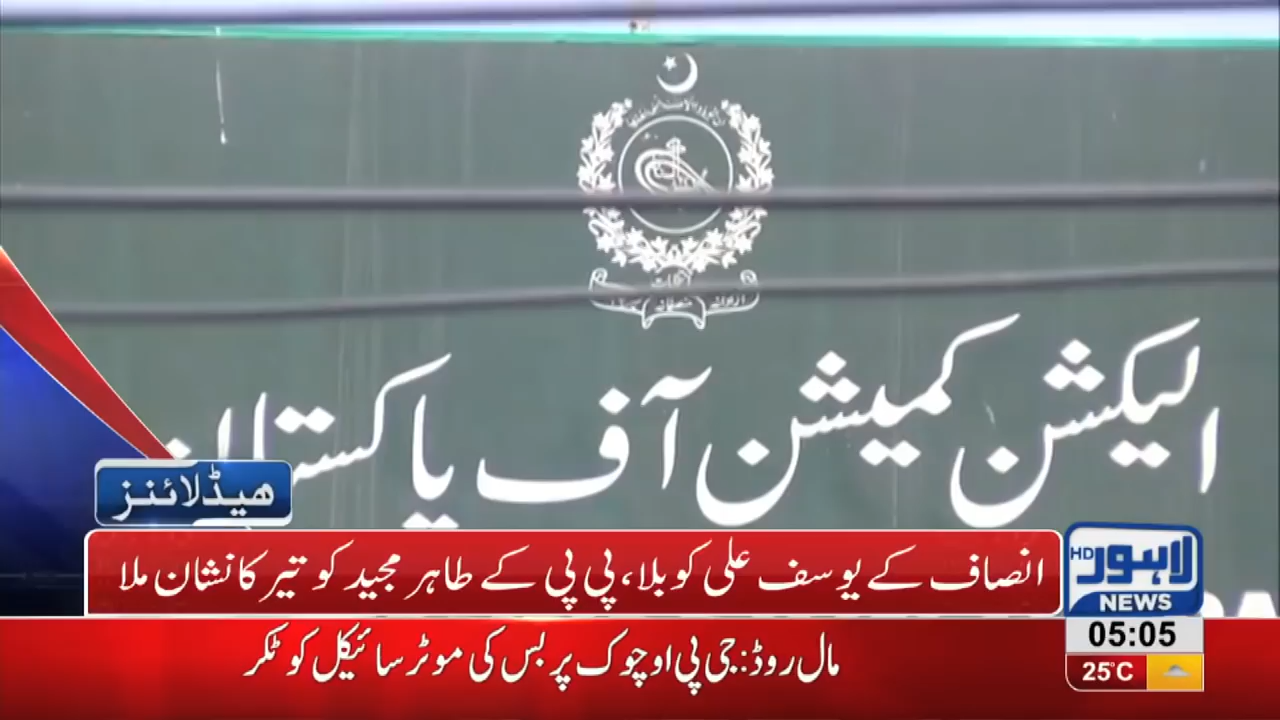 الیکشن کمیشن آف پاکستان
ھیڈلائنز
انصاف کے یوسف علی کو بلا، پی پی کے طاہر مجید کو تیر کا نشان ملا
HD لاہور
NEWS
05:05
25°C
مال روڈ: جی پی او چوک پر بس کی موٹر سائیکل کو ٹکر